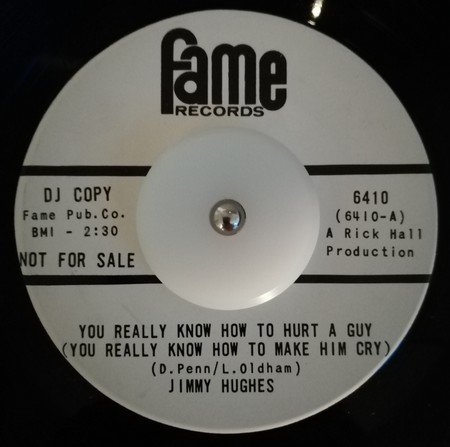 fame
RECORDS
DJ COPY
Fame Pub.Co.
BMI - 2:30
NOT FOR SALE
6410
(6410-A)
A Rick Hall
Production
YOU REALLY KNOW HOW TO HURT A GUY
(YOU REALLY KNOW HOW TO MAKE HIM CRY)
(D.Penn/L.Oldham)
JIMMY HUGHES